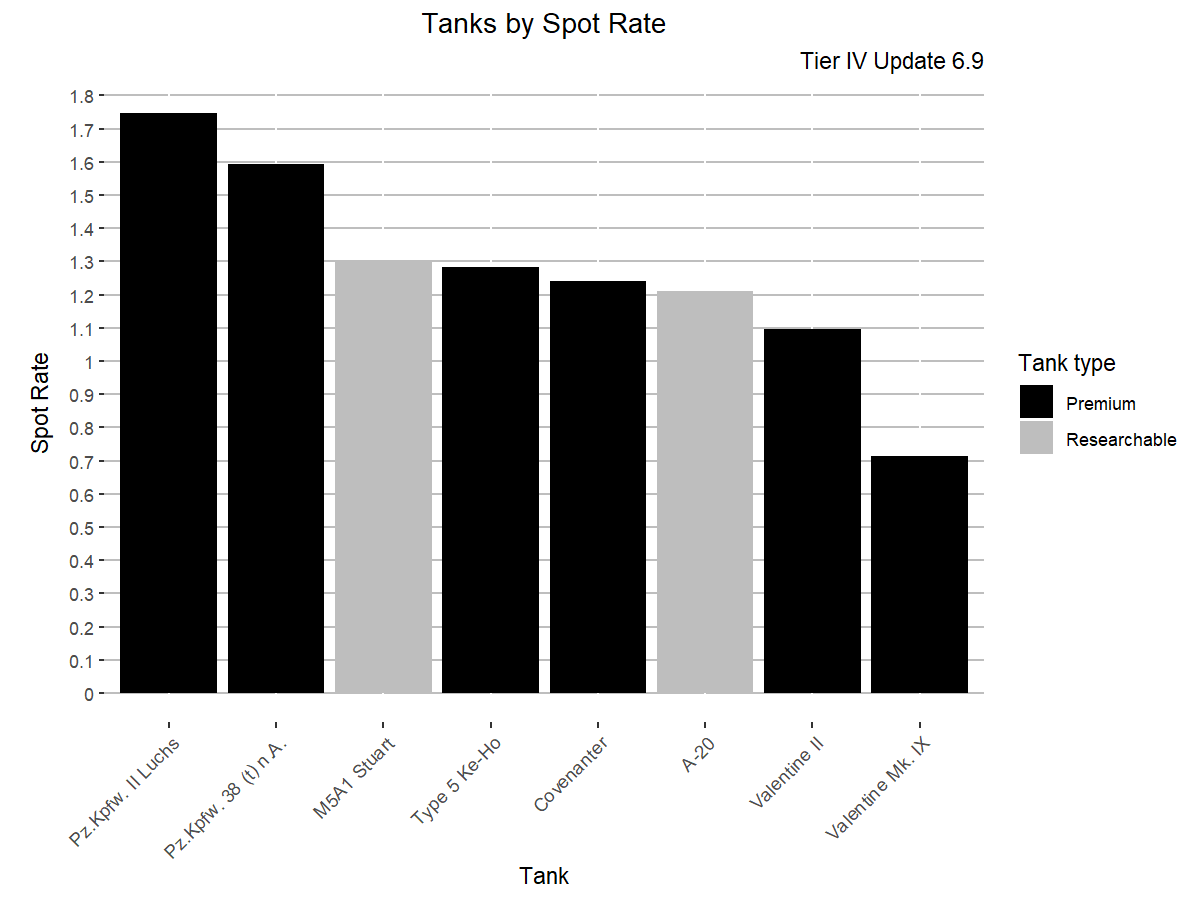 Tanks by Spot Rate
Tier IV Update 6.9
1.8
1.7
1.6
1.5
1.4
1.3
1.2
1.1
1
0.9
0.8
0.7
0.6
0.5
0.4
0.3
0.2
0.1
0
Spot Rate
Pz.Kpfw. II Luchs
Pz.Kpfw. 38 (t) n A.
M5A1 Stuart
Type 5 Ke-Ho
Covenanter
A-20
Valentine II
Valentine Mk. IX
Tank
Tank type
Premium
Researchable